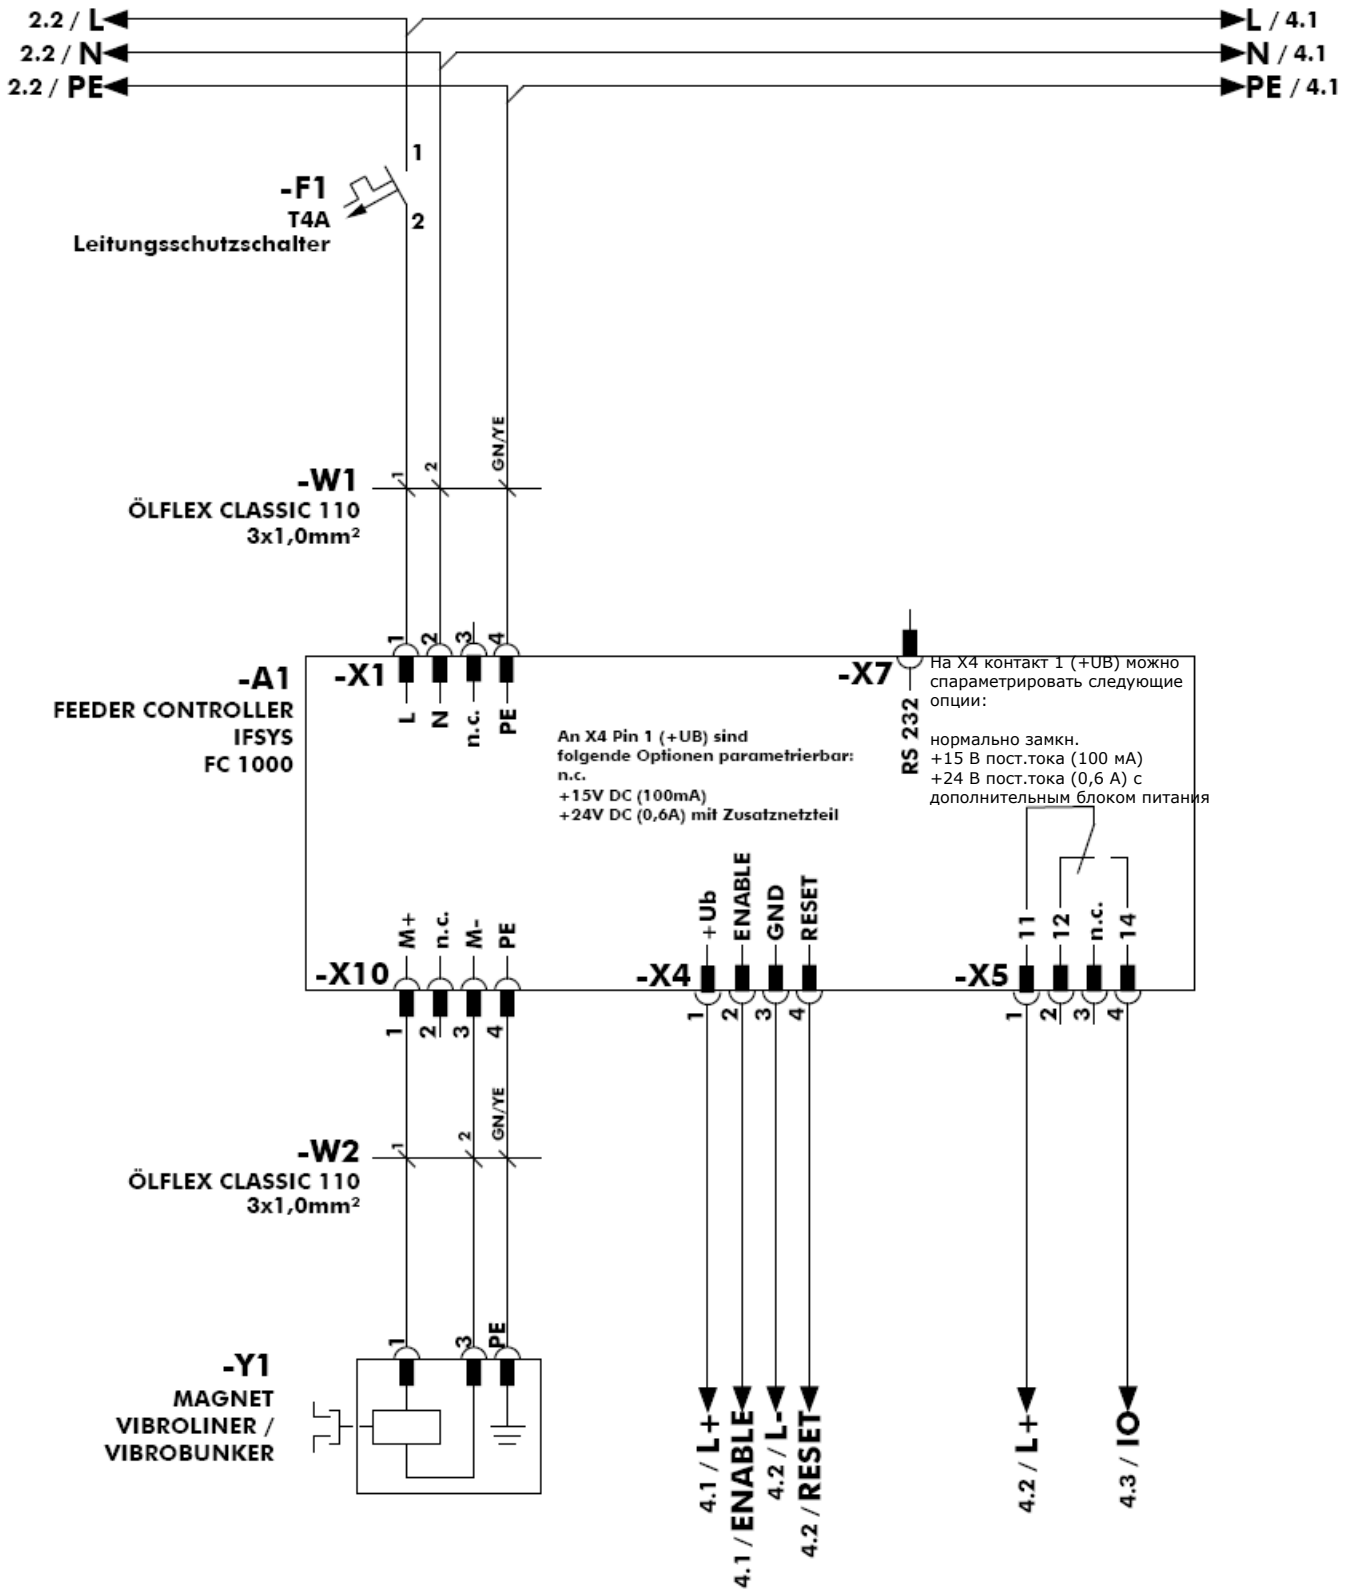 2.2 / L
L / 4.1
2.2 / N
N / 4.1
2.2 / PE
PE / 4.1
1
-F1
T4A
2
Leitungsschutzschalter
-W1
1
2
GN/YE
ÖLFLEX CLASSIC 110
3x1,0mm²
1
2
3
4
-A1
FEEDER CONTROLLER
IFSYS
FC 1000
-X1
L
N
n.c.
PE
-X7
RS 232
На X4 контакт 1 (+UB) можно
спараметрировать следующие
опции:
нормально замкн.
+15 В пост.тока (100 мА)
+24 В пост.тока (0,6 А) с
дополнительным блоком питания
An X4 Pin 1 (+UB) sind
folgende Optionen parametrierbar:
n.c.
+15V DC (100mA)
+24V DC (0,6A) mit Zusatznetzteil
M+
n.c.
M-
PE
+Ub
ENABLE
GND
RESET
11
12
n.c.
14
-X10
-X4
-X5
1
2
3
4
1
2
3
4
1
2
3
4
-W2
1
2
GN/YE
ÖLFLEX CLASSIC 110
3x1,0mm²
1
3
PE
-Y1
MAGNET
VIBROLINER /
VIBROBUNKER
4.1 / L+
4.1 / ENABLE
4.2 / L-
4.2 / RESET
4.2 / L+
4.3 / IO